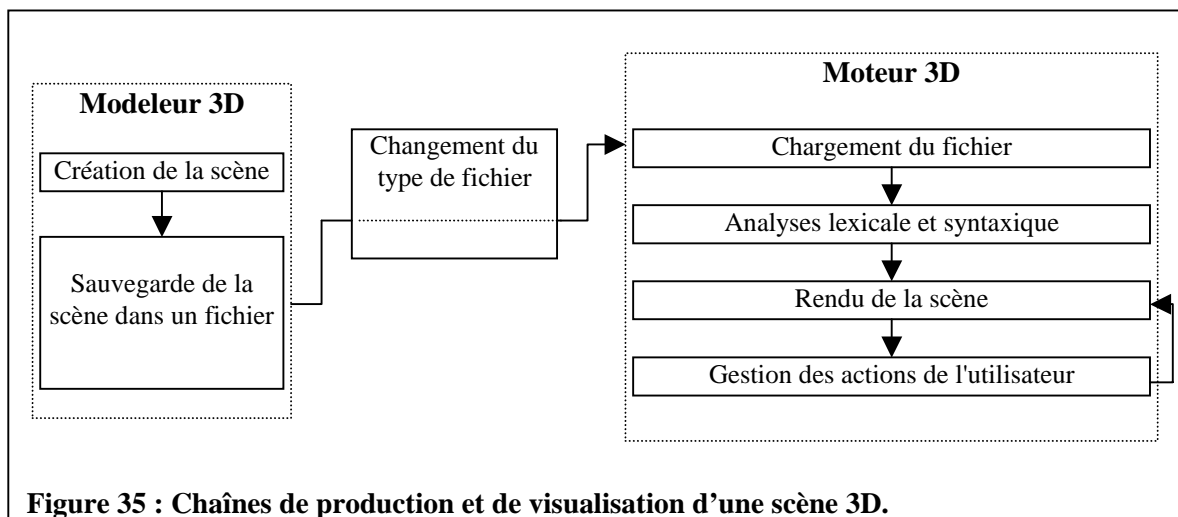 Modeleur 3D
Création de la scène
Sauvegarde de la
scène dans un fichier
Changement du
type de fichier
Moteur 3D
Chargement du fichier
Analyses lexicale et syntaxique
Rendu de la scène
Gestion des actions de l'utilisateur
Figure 35 : Chaînes de production et de visualisation d’une scène 3D.